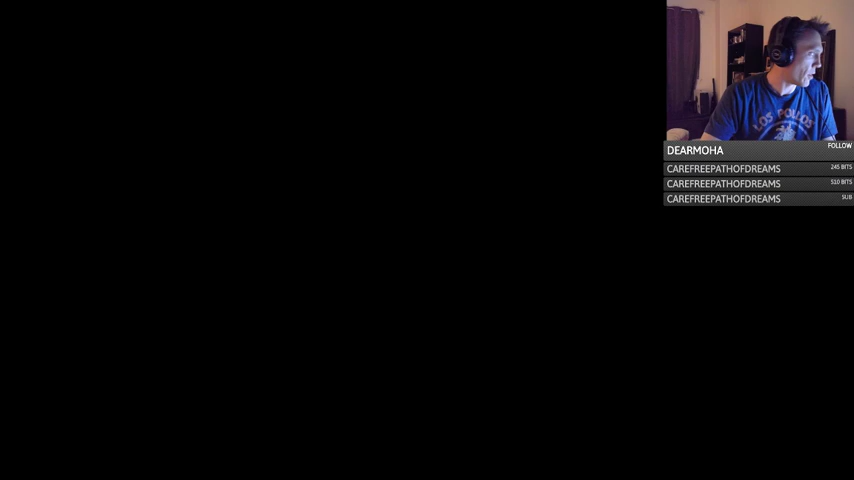 LOS POLLOS
DEARMOHA FOLLOW
CAREFREEPATHOFDREAMS 245 BITS
CAREFREEPATHOFDREAMS 510 BITS
CAREFREEPATHOFDREAMS SUB